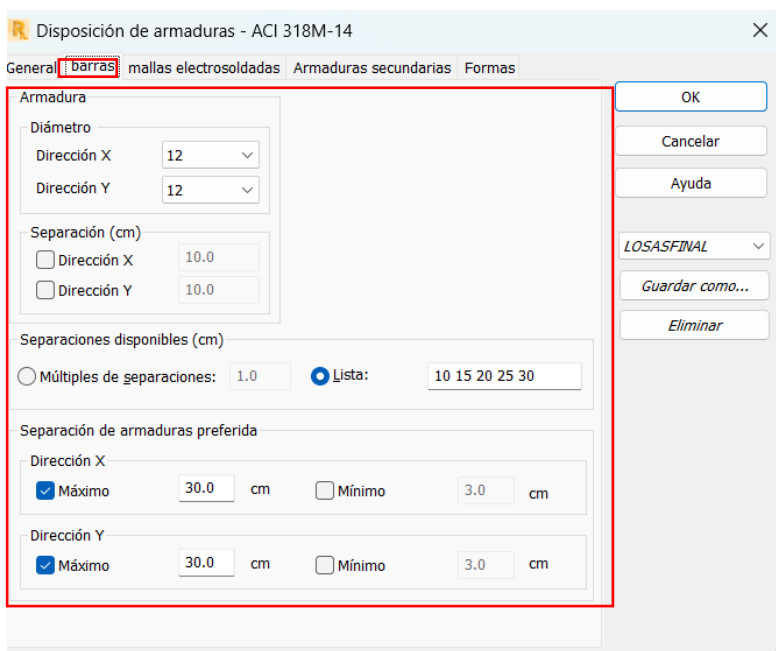 Disposición de armaduras - ACI 318M-14
General barras mallas electrosoldadas Armaduras secundarias Formas
Armadura
Diámetro
Dirección X 12
Dirección Y 12
Separación (cm)
Dirección X 10.0
Dirección Y 10.0
Separaciones disponibles (cm)
Múltiples de separaciones: 1.0 Lista: 10 15 20 25 30
Separación de armaduras preferida
Dirección X
Máximo 30.0 cm Mínimo 3.0 cm
Dirección Y
Máximo 30.0 cm Mínimo 3.0 cm
OK
Cancelar
Ayuda
LOSASFINAL
Guardar como...
Eliminar